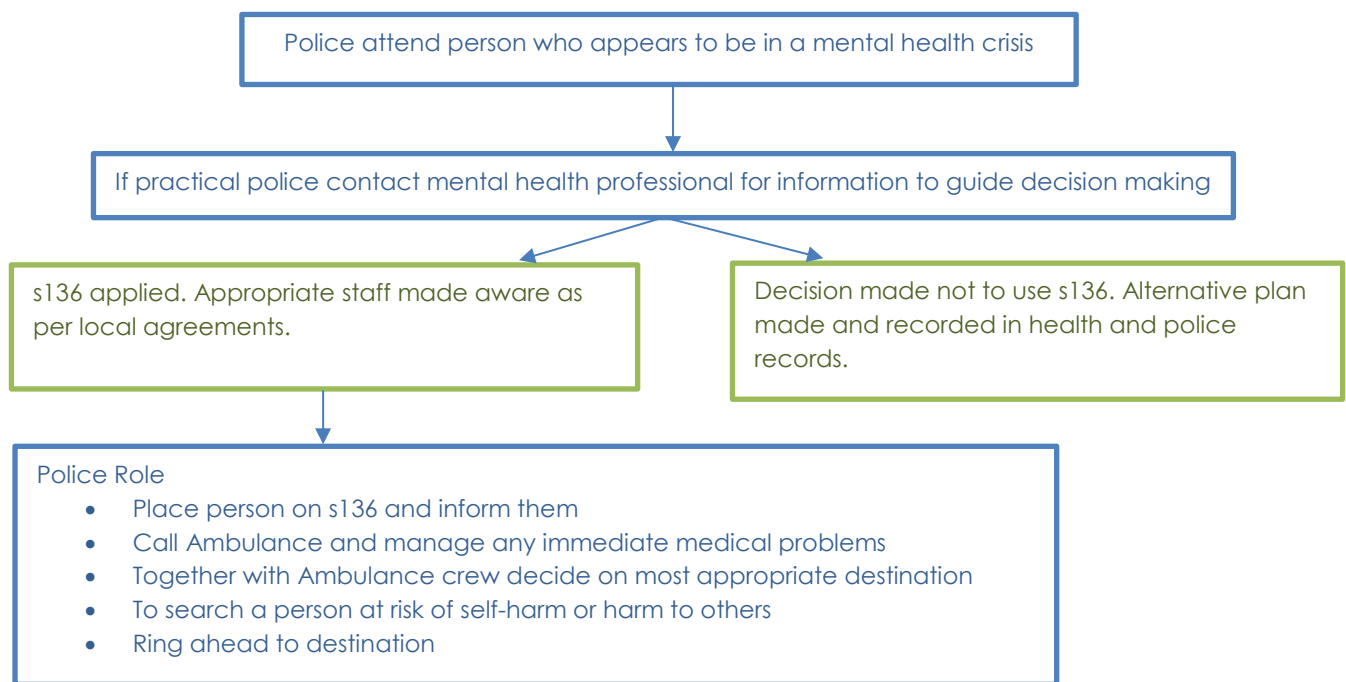 Police attend person who appears to be in a mental health crisis
If practical police contact mental health professional for information to guide decision making
s136 applied. Appropriate staff made aware as
per local agreements.
Decision made not to use s136. Alternative plan
made and recorded in health and police
records.
Police Role
• Place person on s136 and inform them
• Call Ambulance and manage any immediate medical problems
• Together with Ambulance crew decide on most appropriate destination
• To search a person at risk of self-harm or harm to others
• Ring ahead to destination